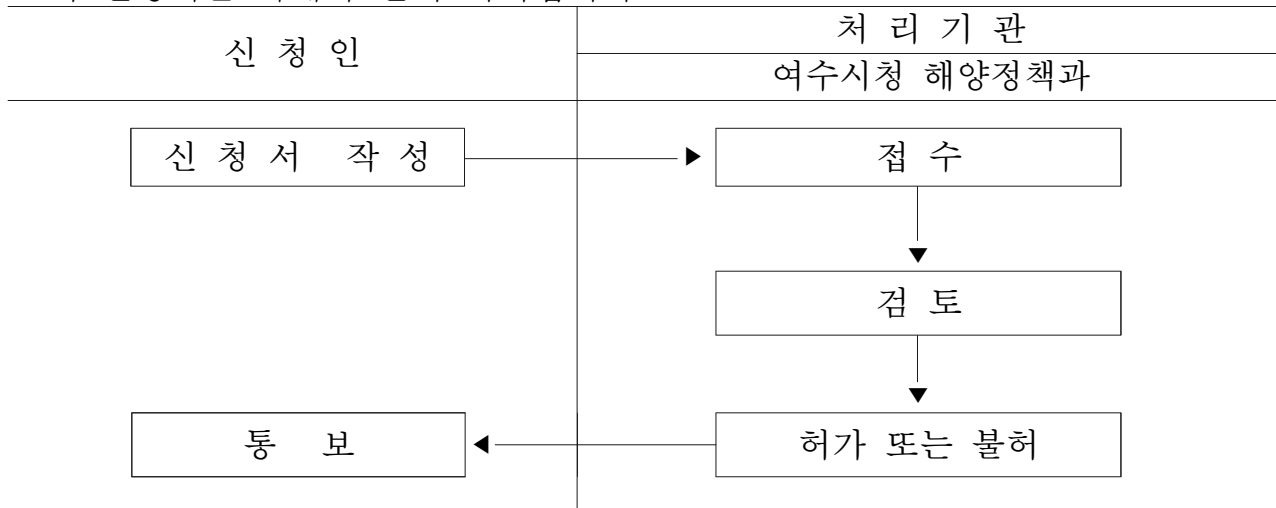 신 청 인
처 리 기 관
여수시청 해양정책과
신 청 서 작 성
접 수
검 토
통 보
허가 또는 불허